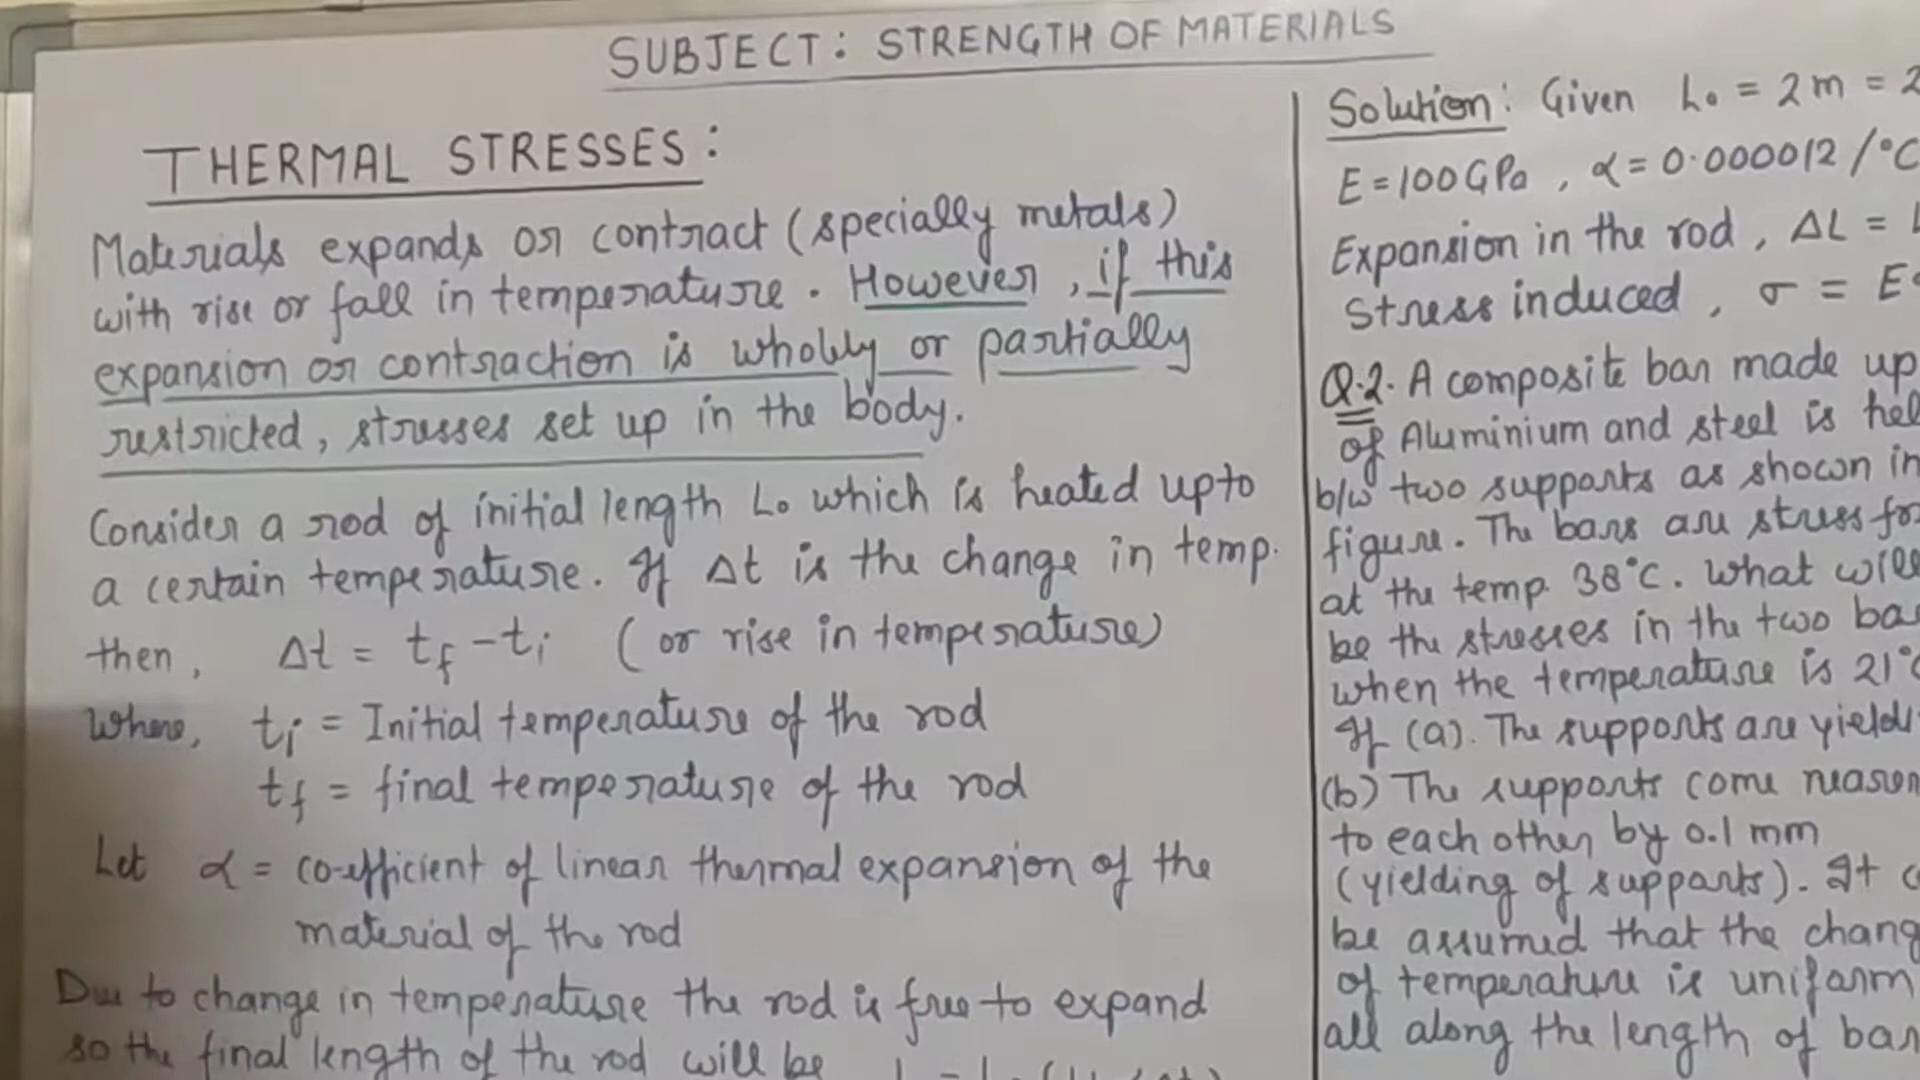 SUBJECT: STRENGTH OF MATERIALS
THERMAL STRESSES:
Materials expands or contract (specially metals)
with rise or fall in temperature. However, if this
expansion or contraction is wholly or partially
restricted, stresses set up in the body.
Consider a rod of initial length L₀ which is heated upto
a certain temperature. If Δt is the change in temp.
then, Δt = tf - ti (or rise in temperature)
where, ti = Initial temperature of the rod
tf = final temperature of the rod
Let α = co-efficient of linear thermal expansion of the
material of the rod
Due to change in temperature the rod is free to expand
so the final length of the rod will be
Solution: Given L₀ = 2m = 2
E = 100 GPa, α = 0.000012 /°C
Expansion in the rod, ΔL = L
Stress induced, σ = E
Q.2. A composite bar made up
of Aluminium and steel is hel
b/w two supports as shown in
figure. The bars are stress
at the temp. 38°C. What will
be the stresses in the two ba
when the temperature is 21°C
If (a). The supports are yieldi
(b) The supports come nearer
to each other by 0.1 mm
(yielding of supports). It c
be assumed that the chang
of temperature is uniform
all along the length of bar